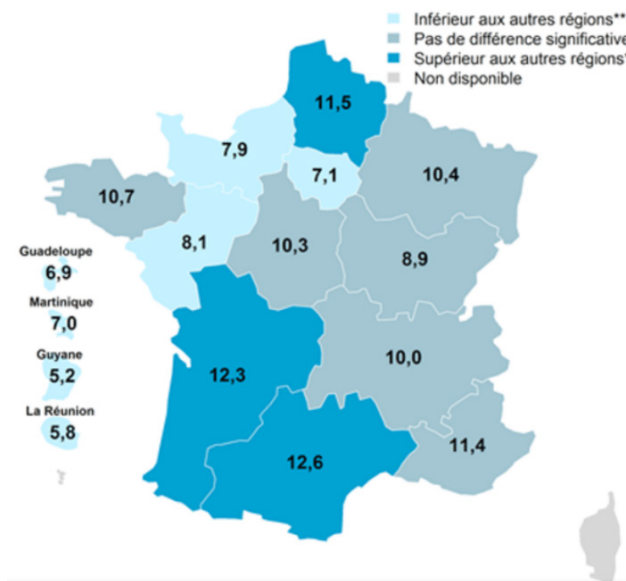 Inférieur aux autres régions**
Pas de différence significative
Supérieur aux autres régions*
Non disponible
11,5
7,9
7,1
10,4
10,7
8,1
10,3
8,9
Guadeloupe
6,9
Martinique
7,0
Guyane
5,2
La Réunion
5,8
12,3
10,0
12,6
11,4